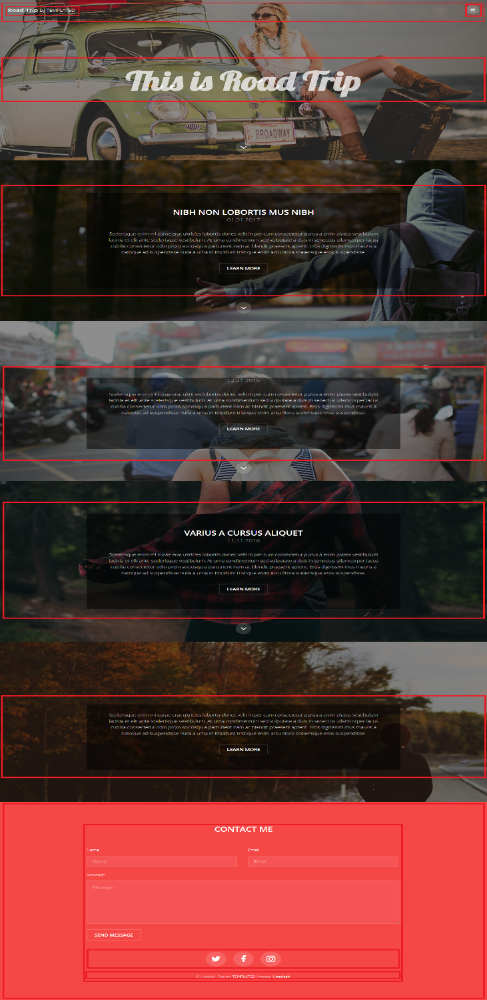 Road Trip by TEMPLATED
This is Road Trip
BROADWAY
NIBH NON LOBORTIS MUS NIBH
01.01.2017
Scelerisque enim mi curae erat ultricies lobortis donec velit in per cum consectetur purus a enim platea vestibulum
lacinia et elit ante scelerisque vestibulum. At urna condimentum sed vulputate a duis in senectus ullamcorper lacus
cubilia consectetur odio proin sociosqu a parturient nam ac blandit praesent aptent. Eros dignissim mus mauris a
natoque ad suspendisse nulla a urna in tincidunt tristique enim arcu litora scelerisque eros suspendisse.
LEARN MORE
12.21.2016
Scelerisque enim mi curae erat ultricies lobortis donec velit in per cum consectetur purus a enim platea vestibulum
lacinia et elit ante scelerisque vestibulum. At urna condimentum sed vulputate a duis in senectus ullamcorper lacus
cubilia consectetur odio proin sociosqu a parturient nam ac blandit praesent aptent. Eros dignissim mus mauris a
natoque ad suspendisse nulla a urna in tincidunt tristique enim arcu litora scelerisque eros suspendisse.
LEARN MORE
VARIUS A CURSUS ALIQUET
11.11.2016
Scelerisque enim mi curae erat ultricies lobortis donec velit in per cum consectetur purus a enim platea vestibulum
lacinia et elit ante scelerisque vestibulum. At urna condimentum sed vulputate a duis in senectus ullamcorper lacus
cubilia consectetur odio proin sociosqu a parturient nam ac blandit praesent aptent. Eros dignissim mus mauris a
natoque ad suspendisse nulla a urna in tincidunt tristique enim arcu litora scelerisque eros suspendisse.
LEARN MORE
Scelerisque enim mi curae erat ultricies lobortis donec velit in per cum consectetur purus a enim platea vestibulum
lacinia et elit ante scelerisque vestibulum. At urna condimentum sed vulputate a duis in senectus ullamcorper lacus
cubilia consectetur odio proin sociosqu a parturient nam ac blandit praesent aptent. Eros dignissim mus mauris a
natoque ad suspendisse nulla a urna in tincidunt tristique enim arcu litora scelerisque eros suspendisse.
LEARN MORE
CONTACT ME
Name Email
Name Email
Message
Message
SEND MESSAGE
© Untitled. Design: TEMPLATED. Images: Unsplash